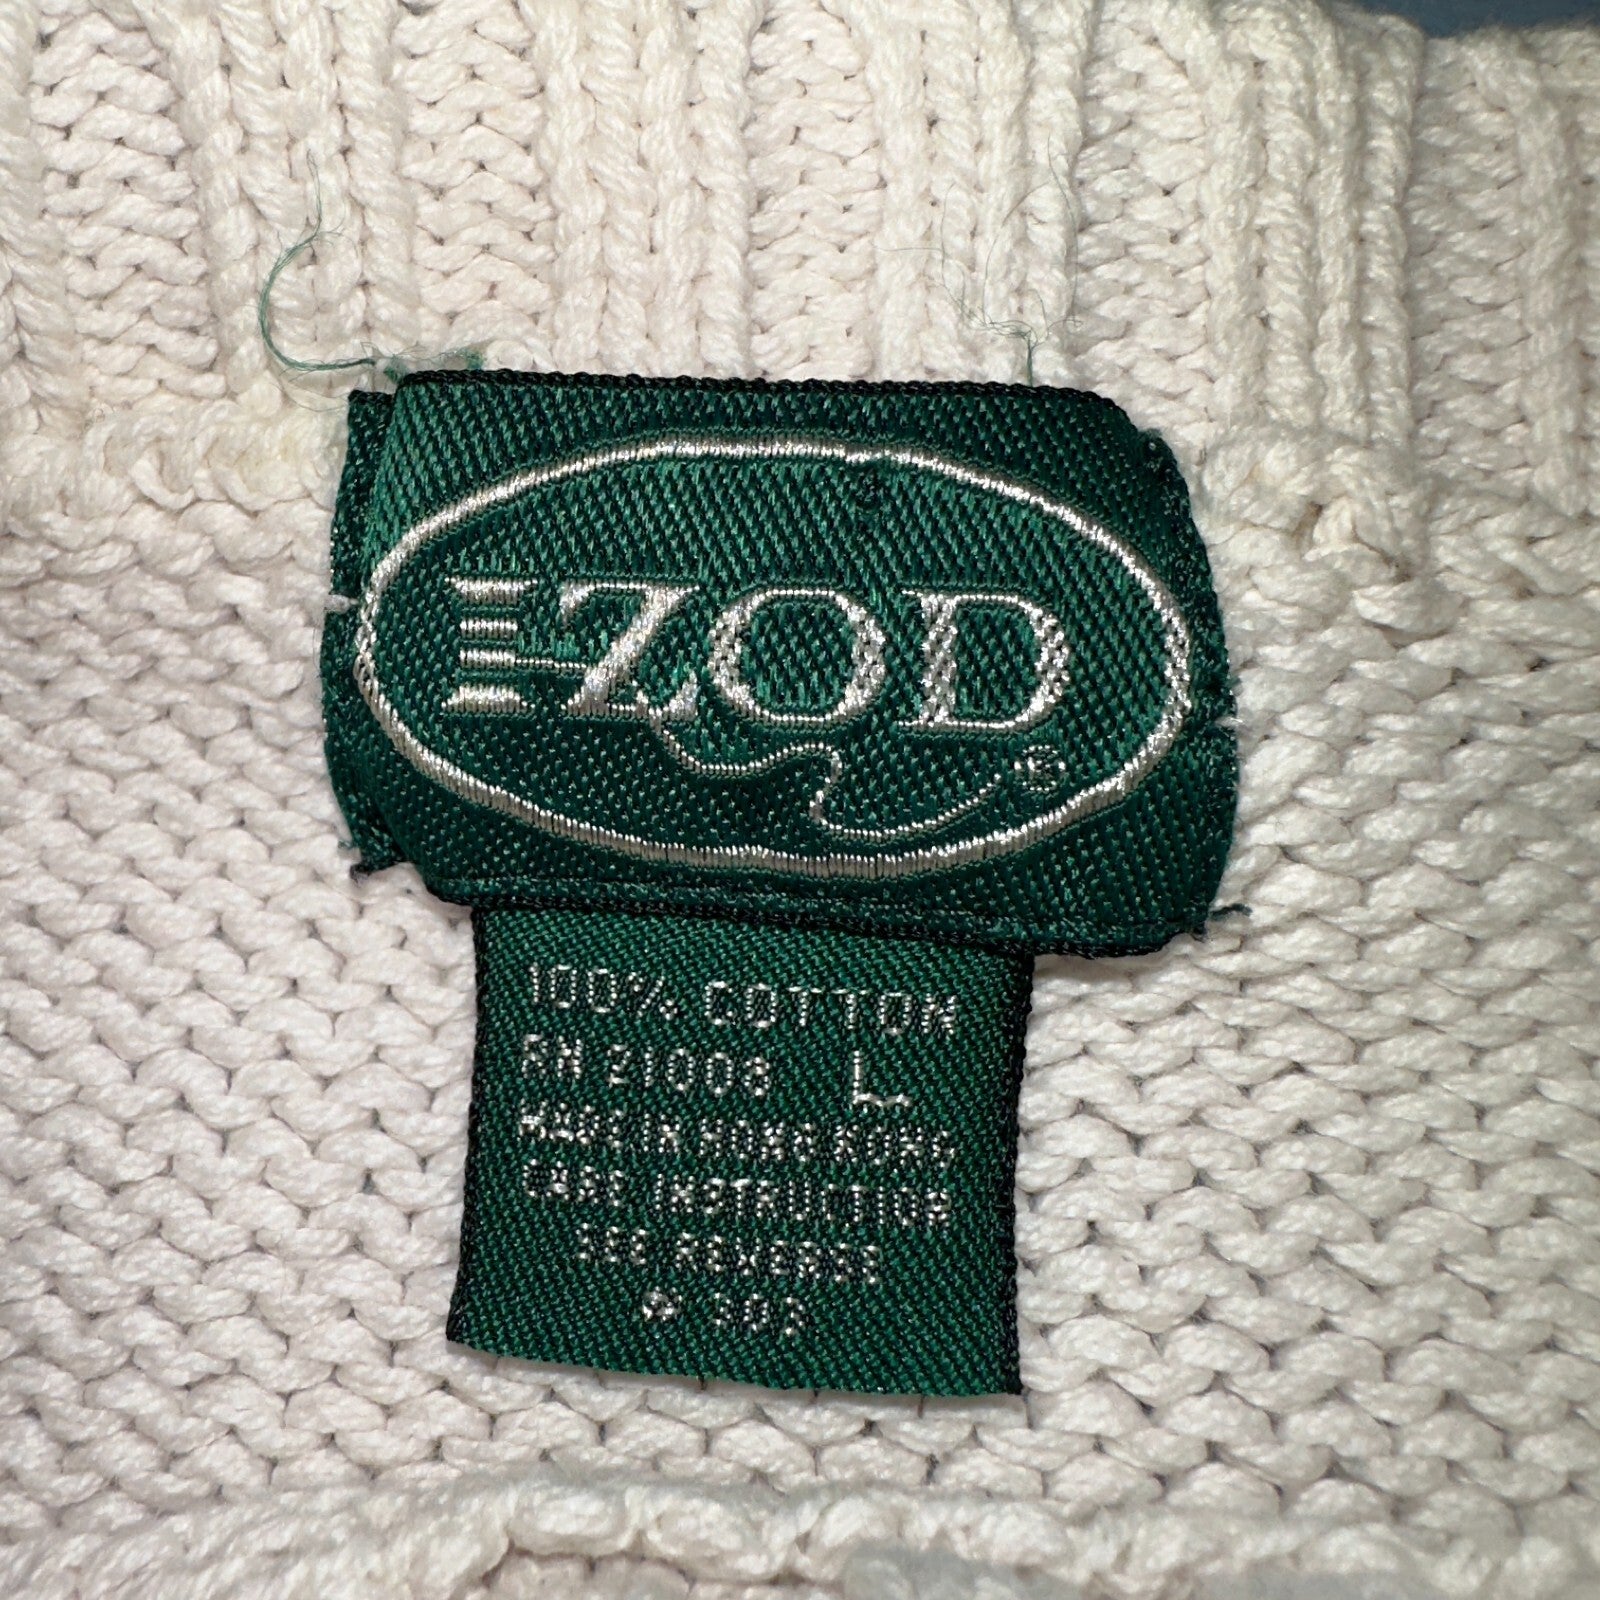 IZOD ®
100% COTTON
RN 21008 L
MADE IN HONG KONG
CARE INSTRUCTION
SEE REVERSE